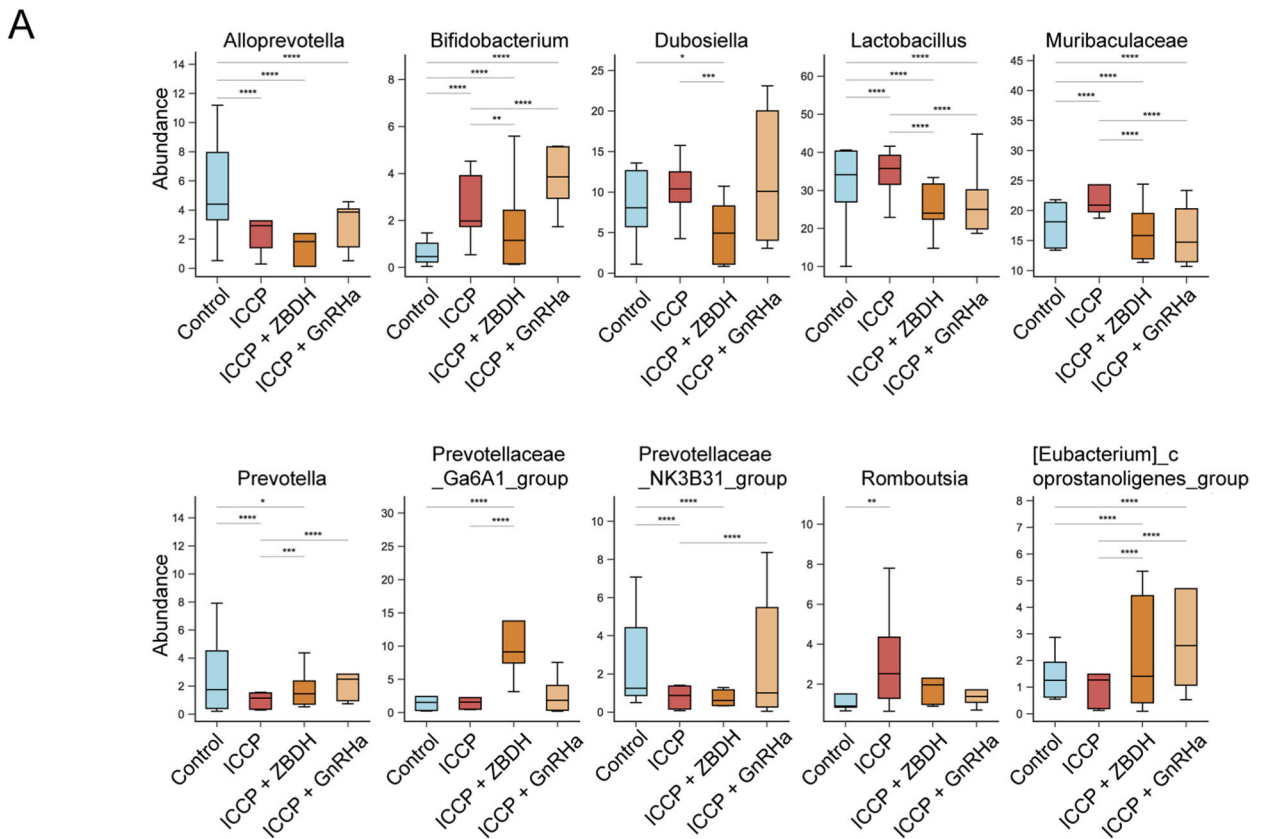 A
Alloprevotella
Bifidobacterium
Dubosiella
Lactobacillus
Muribaculaceae
Abundance
14
12
10
8
6
4
2
0
****
****
****
Control
ICCP
ICCP + ZBDH
ICCP + GnRHa
8
6
4
2
0
****
****
****
****
**
Control
ICCP
ICCP + ZBDH
ICCP + GnRHa
25
20
15
10
5
0
*
***
Control
ICCP
ICCP + ZBDH
ICCP + GnRHa
60
50
40
30
20
10
****
****
****
****
****
Control
ICCP
ICCP + ZBDH
ICCP + GnRHa
45
40
35
30
25
20
15
10
****
****
****
****
****
Control
ICCP
ICCP + ZBDH
ICCP + GnRHa
Prevotella
Prevotellaceae
_Ga6A1_group
Prevotellaceae
_NK3B31_group
Romboutsia
[Eubacterium]_c
oprostanoligenes_group
Abundance
14
12
10
8
6
4
2
0
*
****
****
***
Control
ICCP
ICCP + ZBDH
ICCP + GnRHa
30
25
20
15
10
5
0
****
****
Control
ICCP
ICCP + ZBDH
ICCP + GnRHa
10
8
6
4
2
0
****
****
****
Control
ICCP
ICCP + ZBDH
ICCP + GnRHa
10
8
6
4
2
**
Control
ICCP
ICCP + ZBDH
ICCP + GnRHa
8
7
6
5
4
3
2
1
0
****
****
****
****
Control
ICCP
ICCP + ZBDH
ICCP + GnRHa